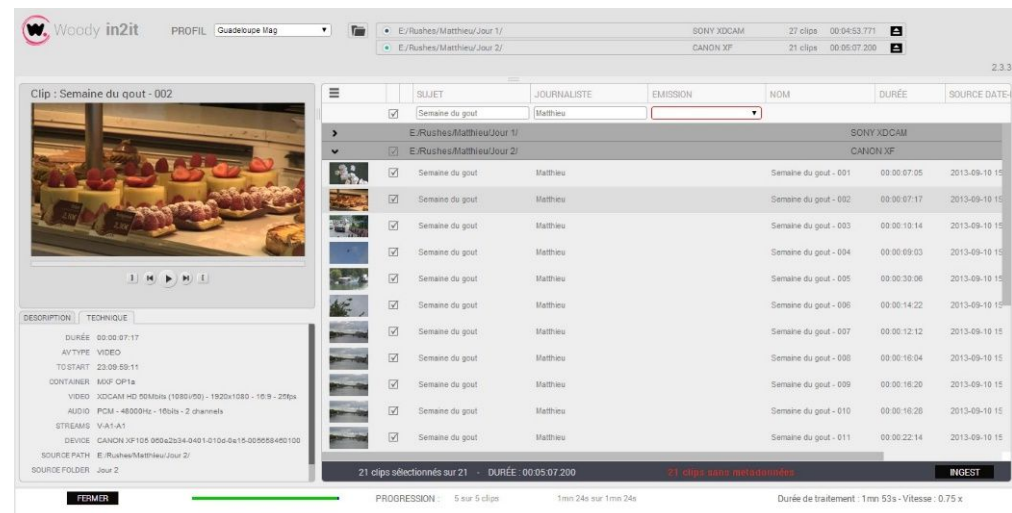 Woody in2it PROFIL Guadeloupe Mag
E:/Rushes/Matthieu/Jour 1/ SONY XDCAM 27 clips 00:04:53.771
E:/Rushes/Matthieu/Jour 2/ CANON XF 21 clips 00:05:07.200
2.3.3
Clip : Semaine du gout - 002
SUJET JOURNALISTE EMISSION NOM DURÉE SOURCE DATE-
Semaine du gout Matthieu
E:/Rushes/Matthieu/Jour 1/ SONY XDCAM
E:/Rushes/Matthieu/Jour 2/ CANON XF
Semaine du gout Matthieu Semaine du gout - 001 00:00:07:05 2013-09-10 15
Semaine du gout Matthieu Semaine du gout - 002 00:00:07:17 2013-09-10 15
Semaine du gout Matthieu Semaine du gout - 003 00:00:10:14 2013-09-10 15
Semaine du gout Matthieu Semaine du gout - 004 00:00:09:03 2013-09-10 15
Semaine du gout Matthieu Semaine du gout - 005 00:00:30:06 2013-09-10 15
Semaine du gout Matthieu Semaine du gout - 006 00:00:14:22 2013-09-10 15
Semaine du gout Matthieu Semaine du gout - 007 00:00:12:12 2013-09-10 15
Semaine du gout Matthieu Semaine du gout - 008 00:00:16:04 2013-09-10 15
Semaine du gout Matthieu Semaine du gout - 009 00:00:16:20 2013-09-10 15
Semaine du gout Matthieu Semaine du gout - 010 00:00:16:28 2013-09-10 15
Semaine du gout Matthieu Semaine du gout - 011 00:00:22:14 2013-09-10 15
DESCRIPTION TECHNIQUE
DURÉE 00:00:07:17
AV TYPE VIDEO
TC START 23:09:59:11
CONTAINER MXF OP1a
VIDEO XDCAM HD 50Mbits (1080i/50) - 1920x1080 - 16:9 - 25fps
AUDIO PCM - 48000Hz - 16bits - 2 channels
STREAMS V-A1-A1
DEVICE CANON XF105
SOURCE PATH E:/Rushes/Matthieu/Jour 2/
SOURCE FOLDER Jour 2
21 clips sélectionnés sur 21 - DURÉE : 00:05:07.200 21 clips sans métadonnées INGEST
FERMER PROGRESSION : 5 sur 5 clips 1mn 24s sur 1mn 24s Durée de traitement : 1mn 53s - Vitesse : 0.75 x